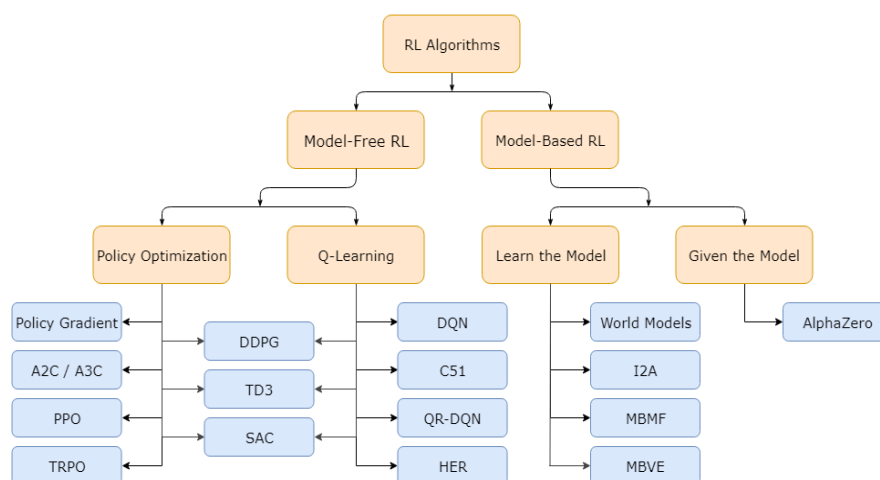 RL Algorithms
Model-Free RL
Model-Based RL
Policy Optimization
Q-Learning
Learn the Model
Given the Model
Policy Gradient
DQN
World Models
AlphaZero
DDPG
A2C / A3C
C51
I2A
TD3
PPO
QR-DQN
MBMF
SAC
TRPO
HER
MBVE